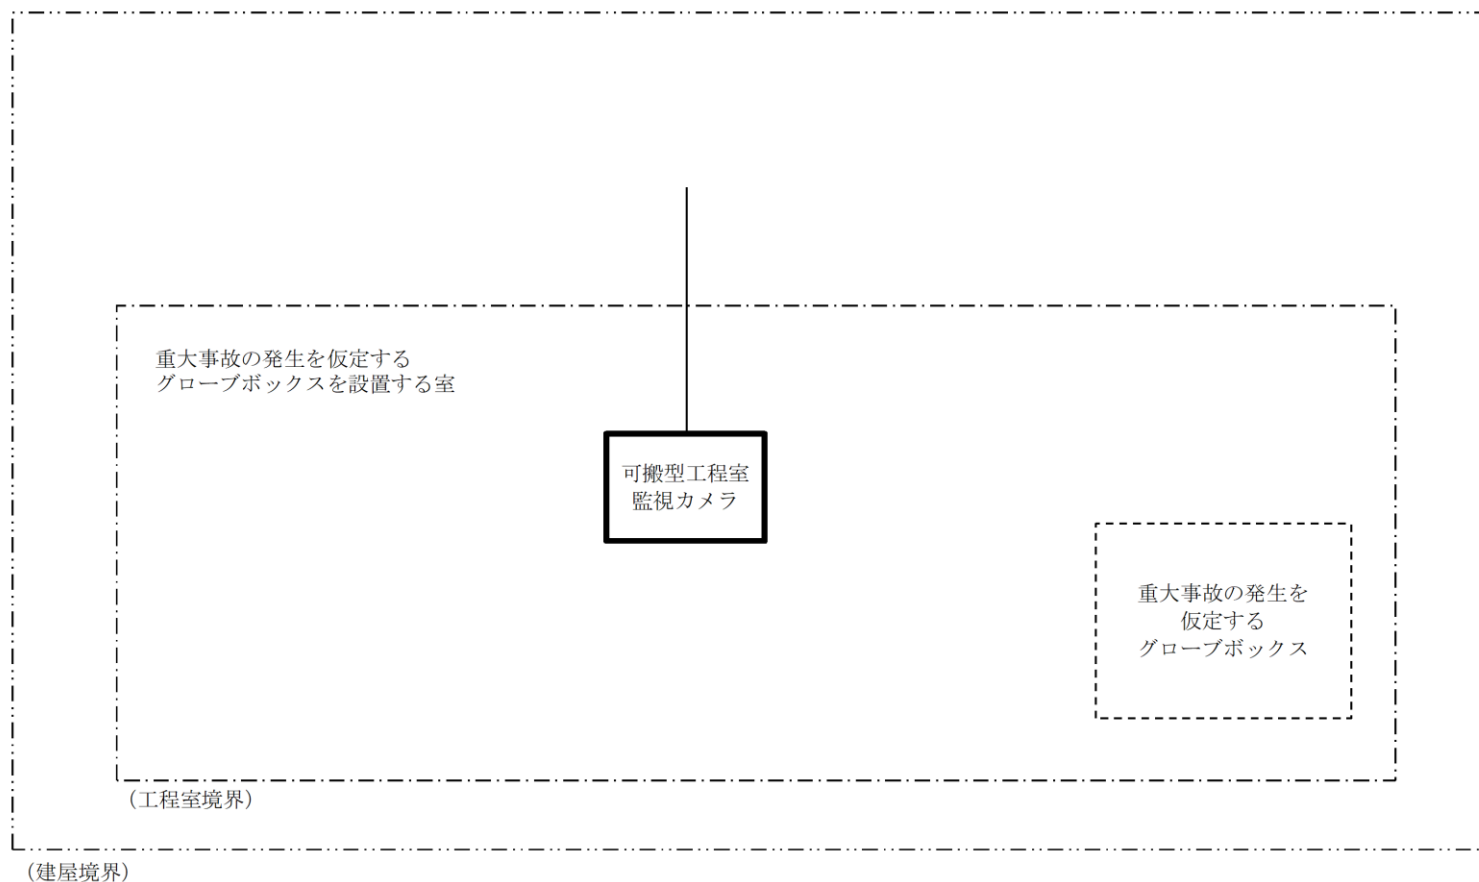 重大事故の発生を仮定する
グローブボックスを設置する室
可搬型工程室
監視カメラ
重大事故の発生を
仮定する
グローブボックス
（工程室境界）
（建屋境界）